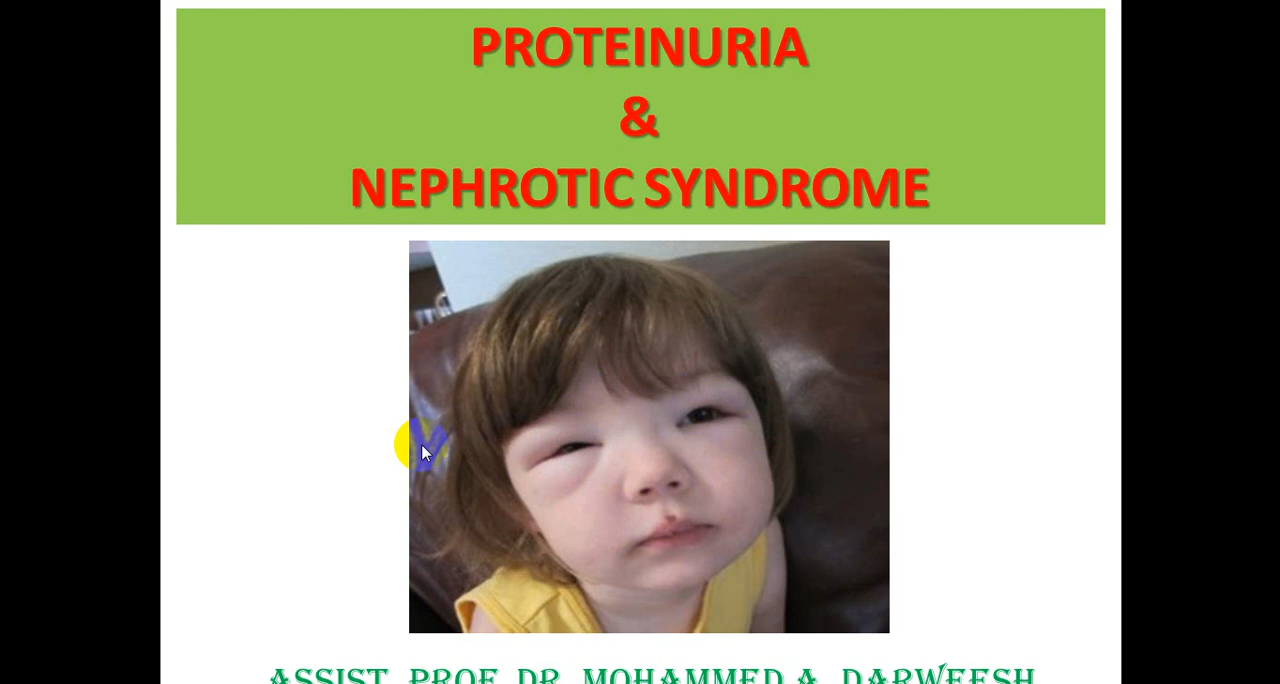 PROTEINURIA
&
NEPHROTIC SYNDROME
ASSIST. PROF. DR. MOHAMMED A. DARWEESH